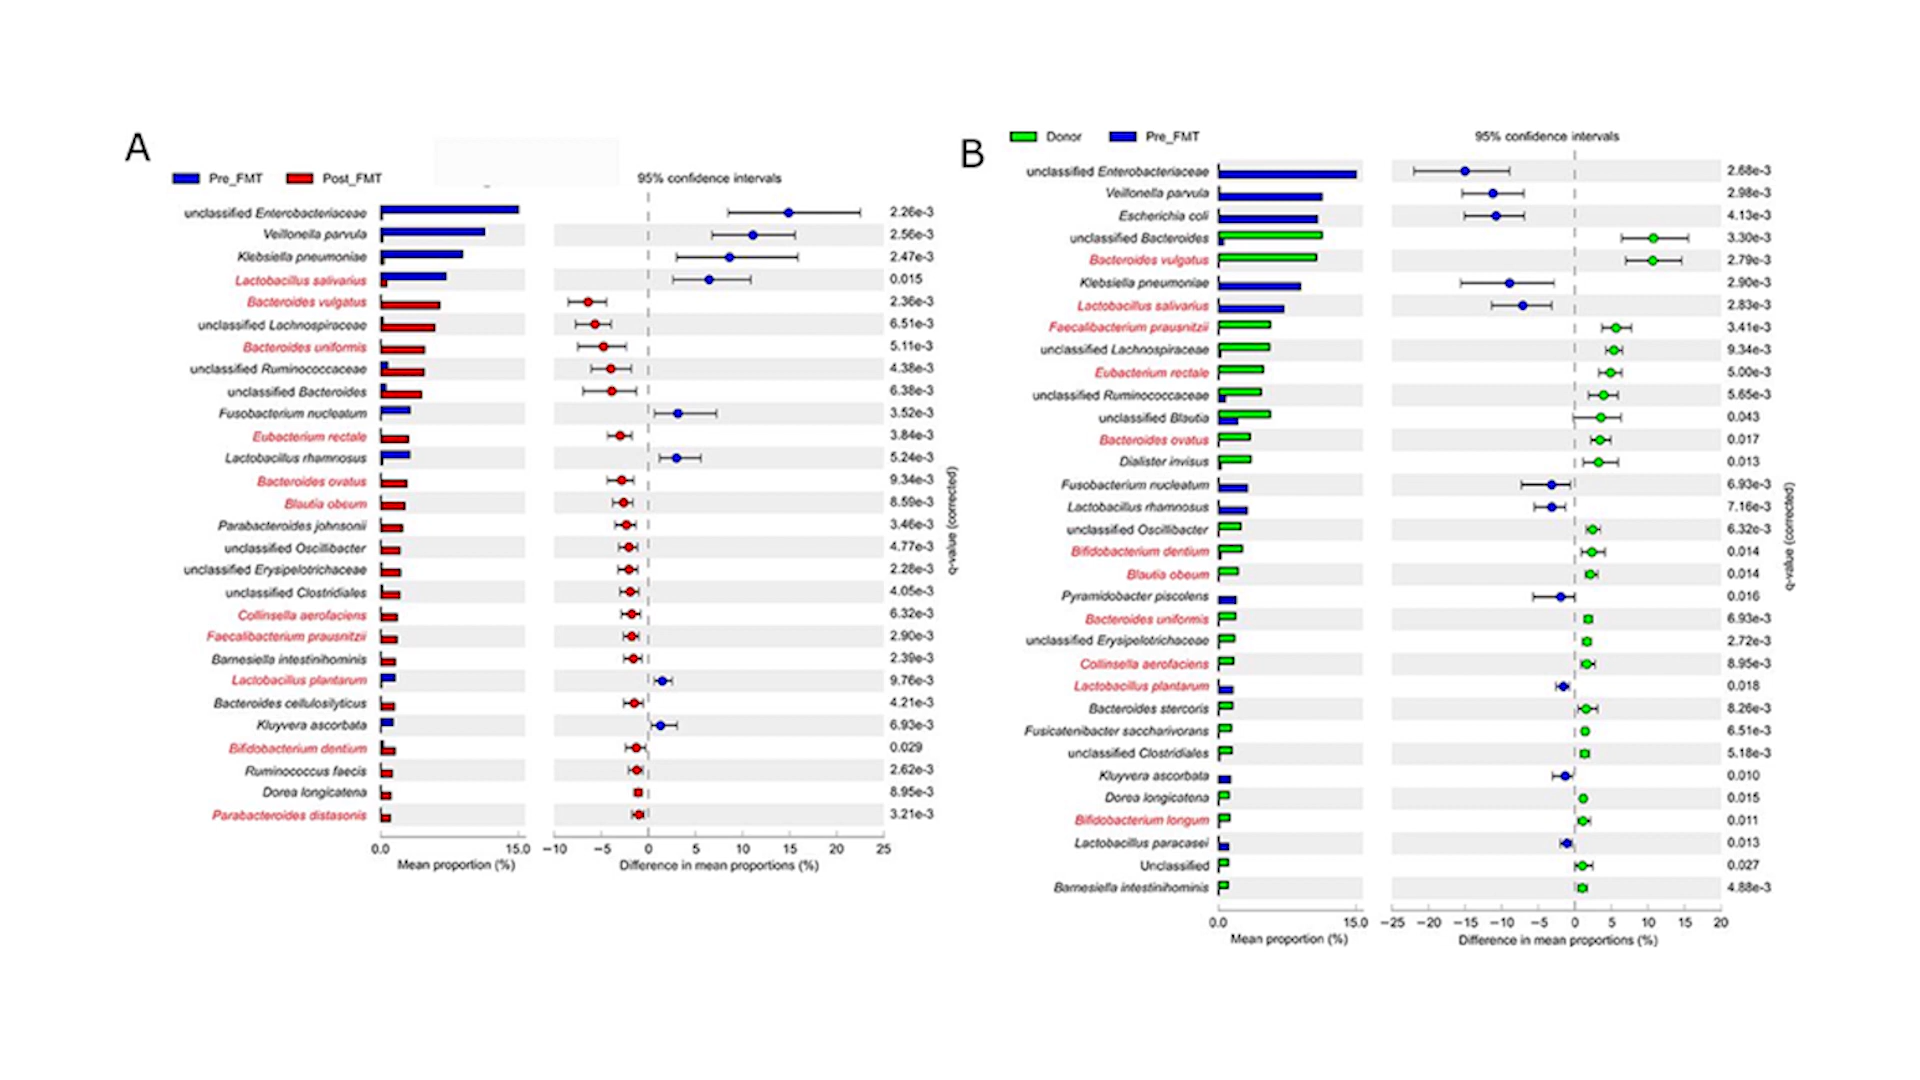 A
Pre_FMT Post_FMT
95% confidence intervals
unclassified Enterobacteriaceae 2.26e-3
Veillonella parvula 2.56e-3
Klebsiella pneumoniae 2.47e-3
Lactobacillus salivarius 0.015
Bacteroides vulgatus 2.36e-3
unclassified Lachnospiraceae 6.51e-3
Bacteroides uniformis 5.11e-3
unclassified Ruminococcaceae 4.38e-3
unclassified Bacteroides 6.38e-3
Fusobacterium nucleatum 3.52e-3
Eubacterium rectale 3.84e-3
Lactobacillus rhamnosus 5.24e-3
Bacteroides ovatus 9.34e-3
Blautia obeum 8.59e-3
Parabacteroides johnsonii 3.46e-3
unclassified Oscillibacter 4.77e-3
unclassified Erysipelotrichaceae 2.28e-3
unclassified Clostridiales 4.05e-3
Collinsella aerofaciens 6.32e-3
Faecalibacterium prausnitzii 2.90e-3
Barnesiella intestinihominis 2.39e-3
Lactobacillus plantarum 9.76e-3
Bacteroides cellulosilyticus 4.21e-3
Kluyvera ascorbata 6.93e-3
Bifidobacterium dentium 0.029
Ruminococcus faecis 2.62e-3
Dorea longicatena 8.95e-3
Parabacteroides distasonis 3.21e-3
q-value (corrected)
0.0 15.0 −10 −5 0 5 10 15 20 25
Mean proportion (%) Difference in mean proportions (%)
B
Donor Pre_FMT
95% confidence intervals
unclassified Enterobacteriaceae 2.68e-3
Veillonella parvula 2.98e-3
Escherichia coli 4.13e-3
unclassified Bacteroides 3.30e-3
Bacteroides vulgatus 2.79e-3
Klebsiella pneumoniae 2.90e-3
Lactobacillus salivarius 2.83e-3
Faecalibacterium prausnitzii 3.41e-3
unclassified Lachnospiraceae 9.34e-3
Eubacterium rectale 5.00e-3
unclassified Ruminococcaceae 5.65e-3
unclassified Blautia 0.043
Bacteroides ovatus 0.017
Dialister invisus 0.013
Fusobacterium nucleatum 6.93e-3
Lactobacillus rhamnosus 7.16e-3
unclassified Oscillibacter 6.32e-3
Bifidobacterium dentium 0.014
Blautia obeum 0.014
Pyramidobacter piscolens 0.016
Bacteroides uniformis 6.93e-3
unclassified Erysipelotrichaceae 2.72e-3
Collinsella aerofaciens 8.95e-3
Lactobacillus plantarum 0.018
Bacteroides stercoris 8.26e-3
Fusicatenibacter saccharivorans 6.51e-3
unclassified Clostridiales 5.18e-3
Kluyvera ascorbata 0.010
Dorea longicatena 0.015
Bifidobacterium longum 0.011
Lactobacillus paracasei 0.013
Unclassified 0.027
Barnesiella intestinihominis 4.88e-3
q-value (corrected)
0.0 15.0 −25 −20 −15 −10 −5 0 5 10 15 20
Mean proportion (%) Difference in mean proportions (%)